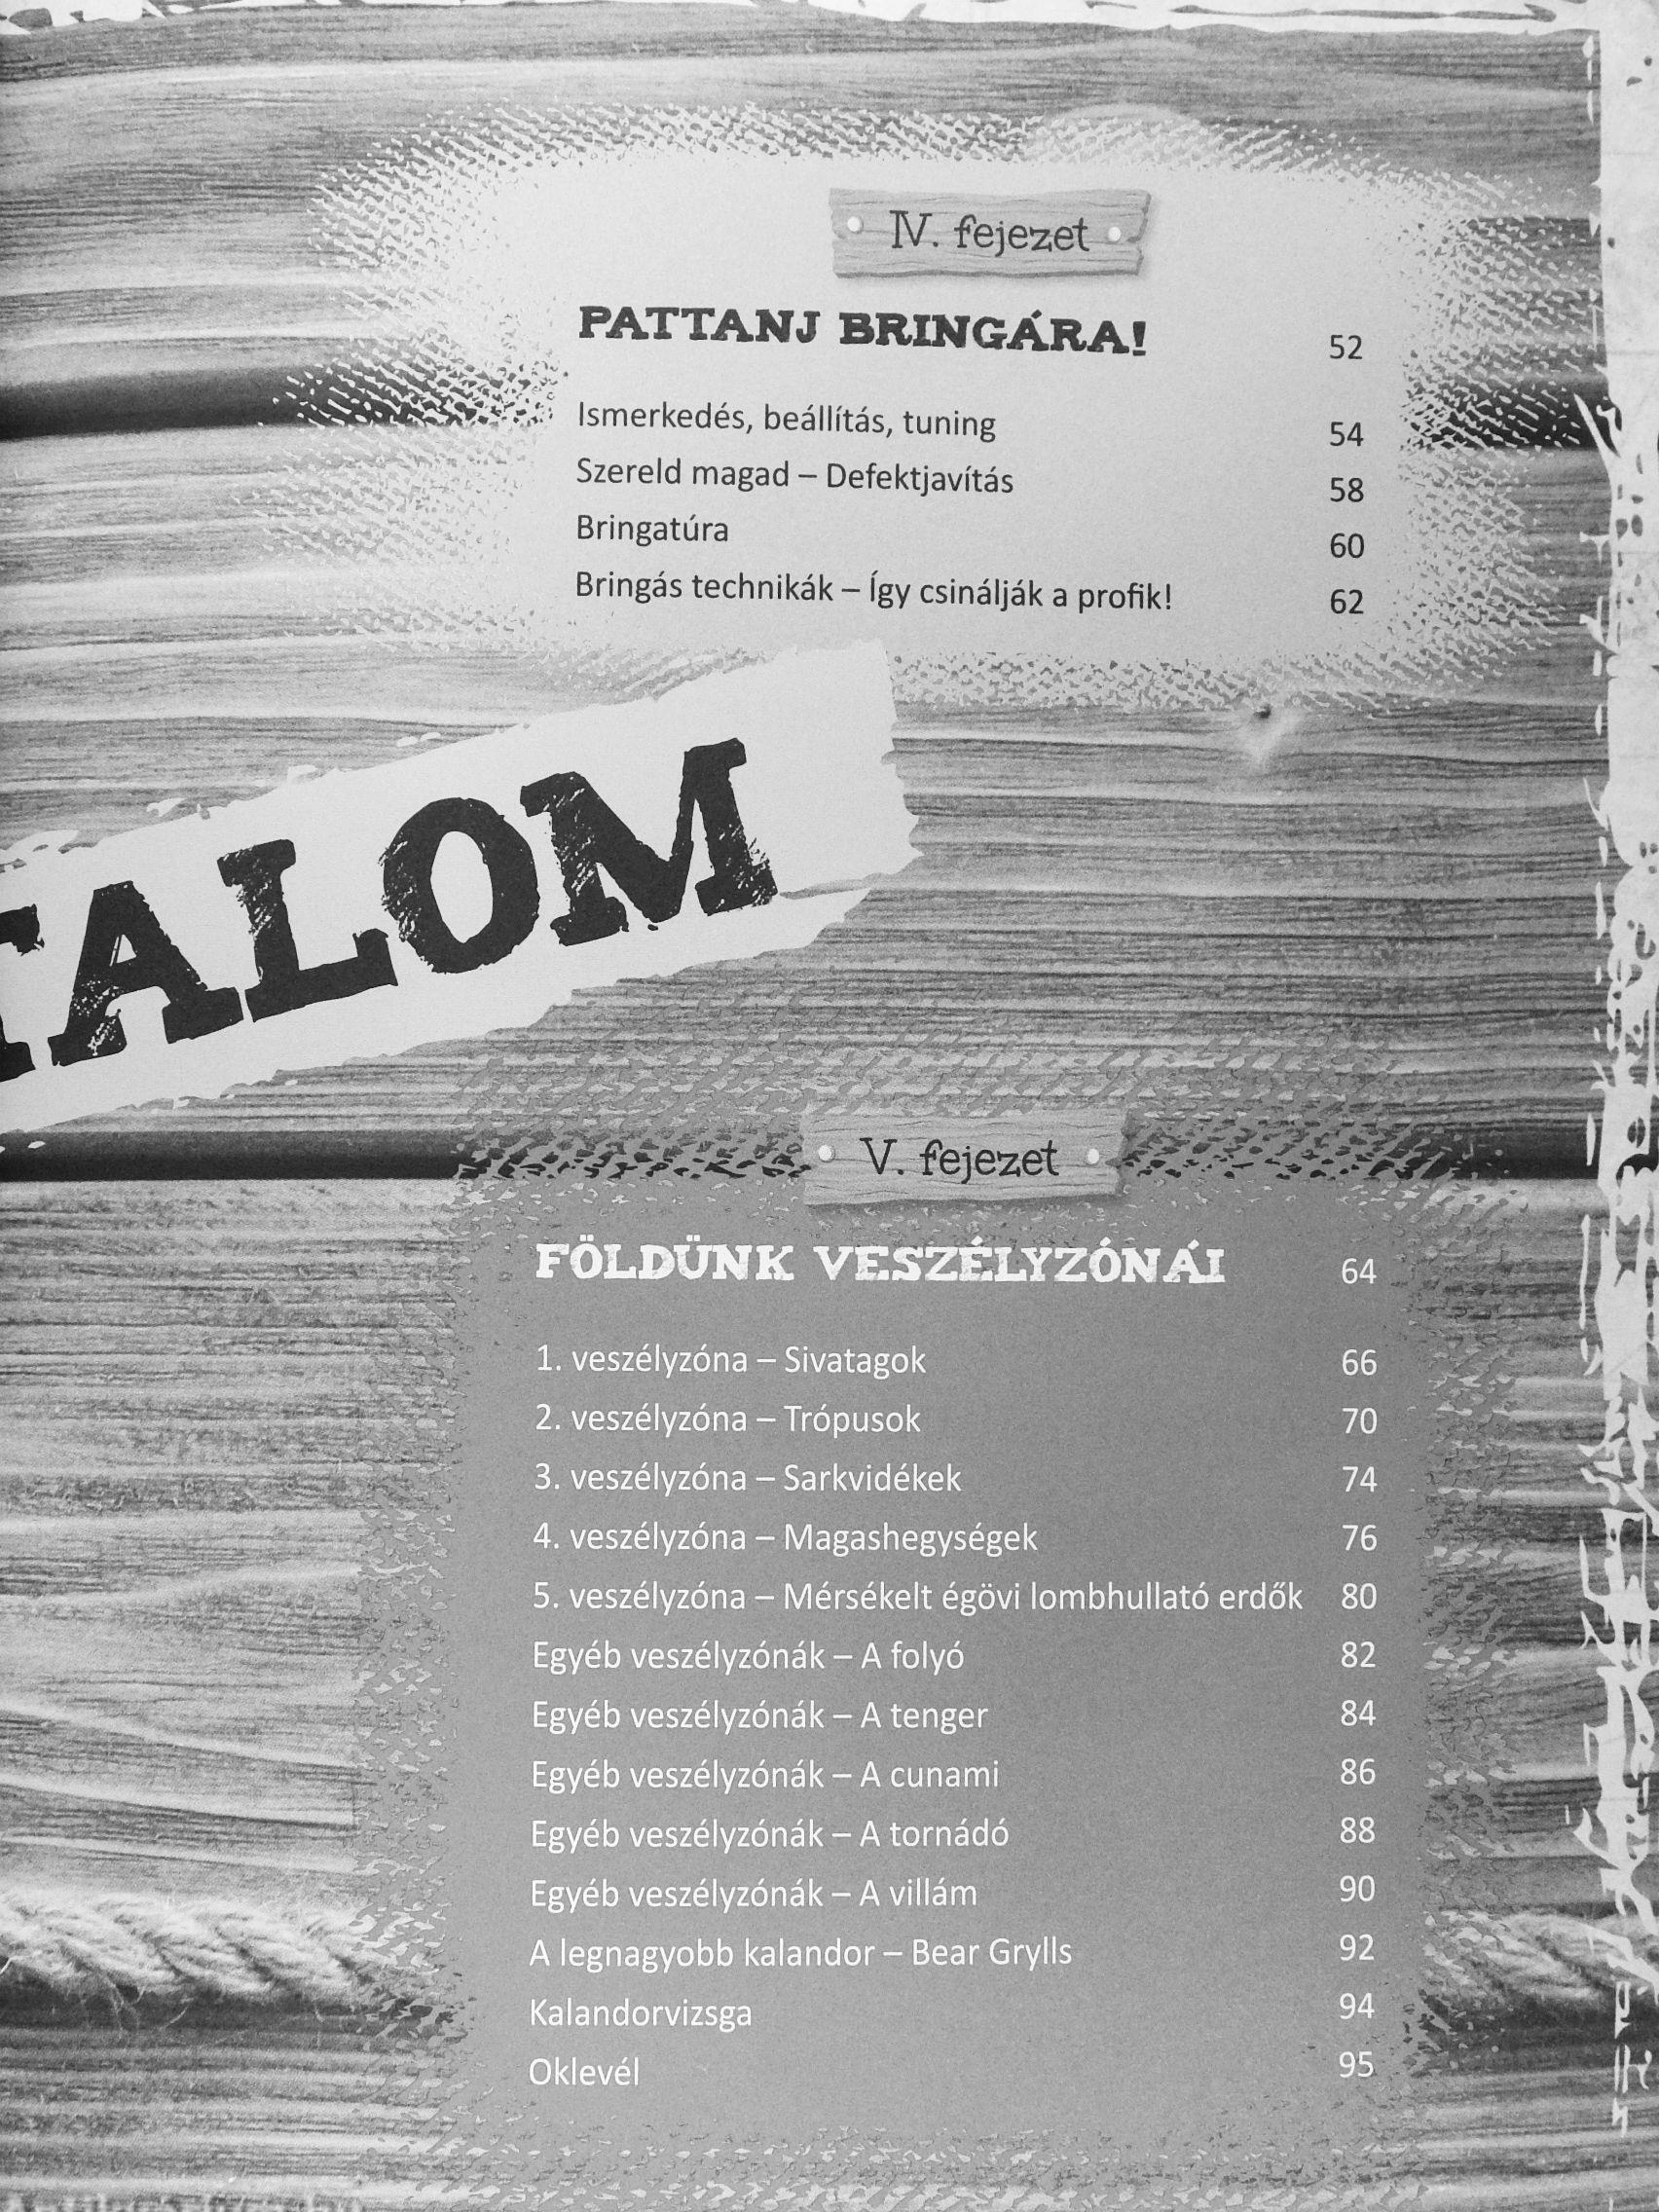 IV. fejezet
PATTANJ BRINGÁRA! 52
Ismerkedés, beállítás, tuning 54
Szereld magad – Defektjavítás 58
Bringatúra 60
Bringás technikák – Így csinálják a profik! 62
TALOM
V. fejezet
FÖLDÜNK VESZÉLYZÓNÁI 64
1. veszélyzóna – Sivatagok 66
2. veszélyzóna – Trópusok 70
3. veszélyzóna – Sarkvidékek 74
4. veszélyzóna – Magashegységek 76
5. veszélyzóna – Mérsékelt égövi lombhullató erdők 80
Egyéb veszélyzónák – A folyó 82
Egyéb veszélyzónák – A tenger 84
Egyéb veszélyzónák – A cunami 86
Egyéb veszélyzónák – A tornádó 88
Egyéb veszélyzónák – A villám 90
A legnagyobb kalandor – Bear Grylls 92
Kalandorvizsga 94
Oklevél 95